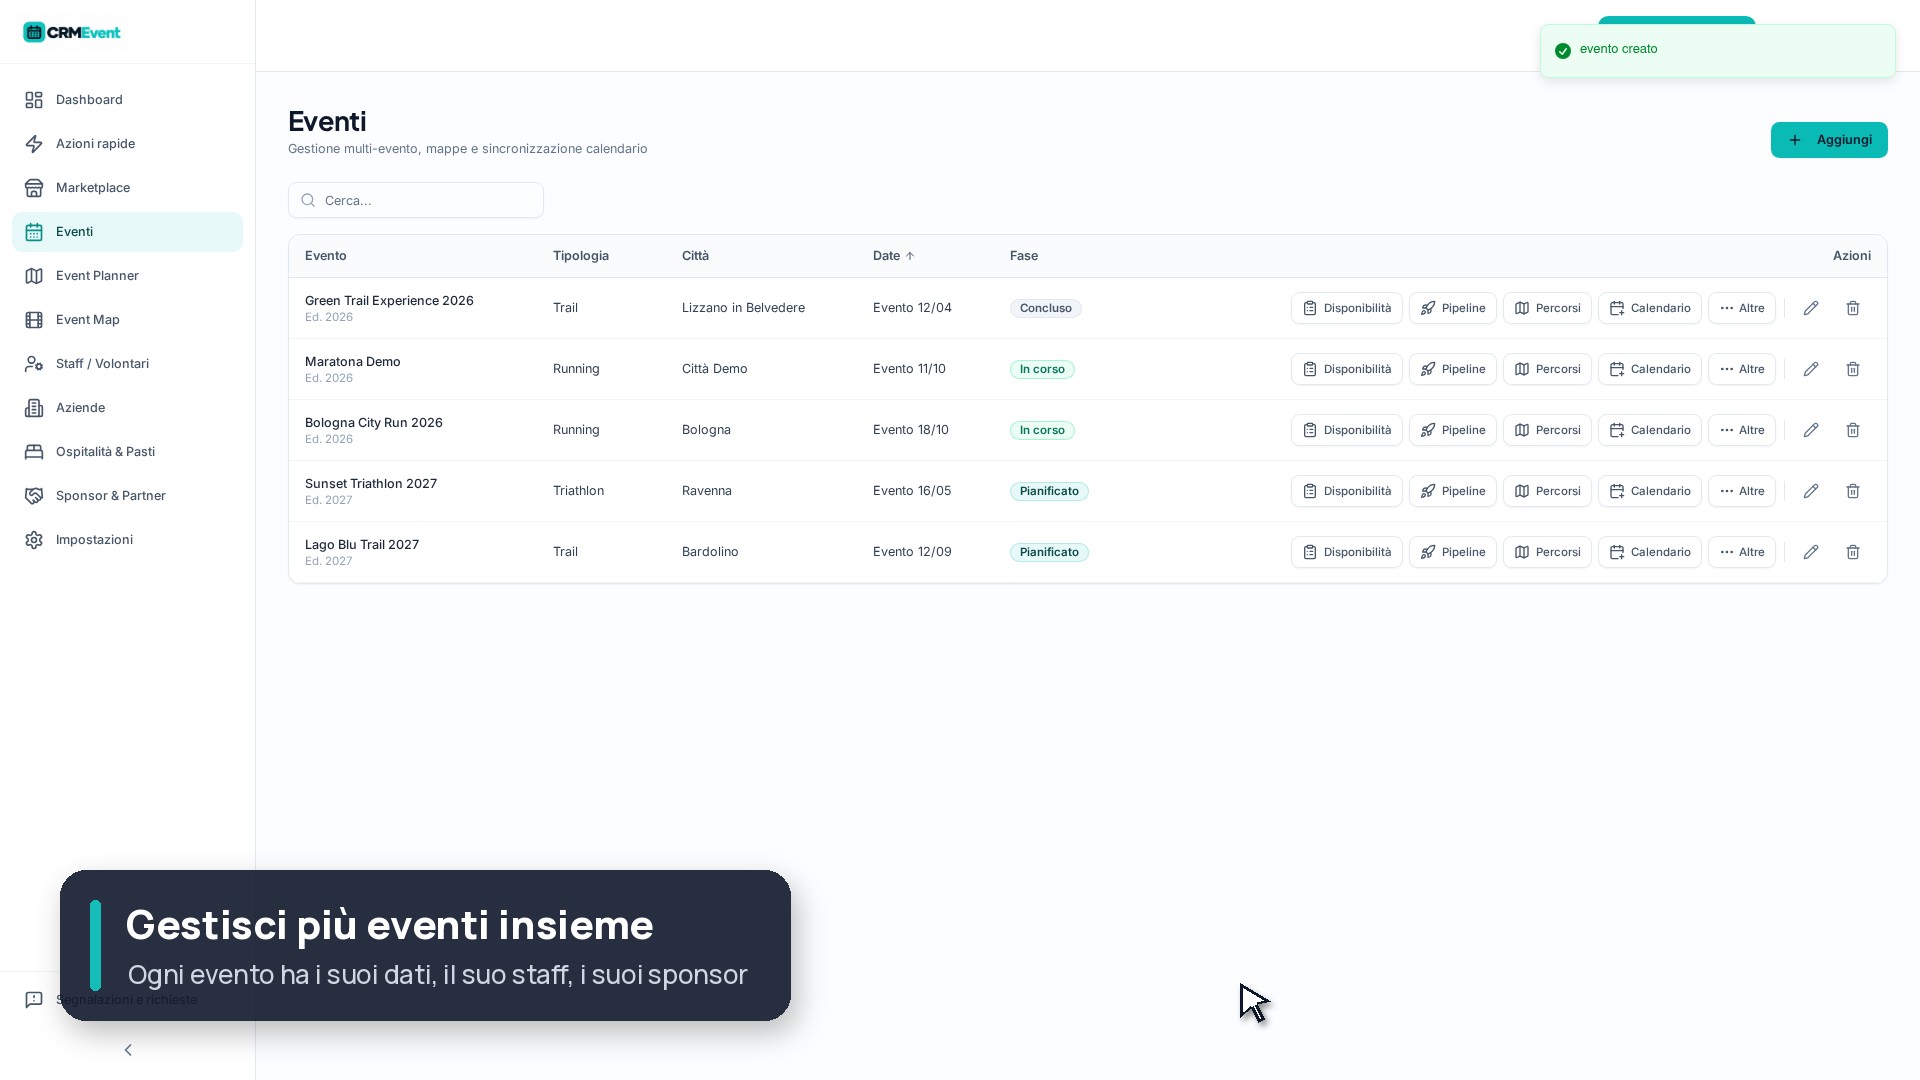 CRMEvent
evento creato
Dashboard
Azioni rapide
Marketplace
Eventi
Event Planner
Event Map
Staff / Volontari
Aziende
Ospitalità & Pasti
Sponsor & Partner
Impostazioni
Eventi
Gestione multi-evento, mappe e sincronizzazione calendario
Aggiungi
Cerca...
Evento Tipologia Città Date Fase Azioni
Green Trail Experience 2026 Trail Lizzano in Belvedere Evento 12/04 Concluso Disponibilità Pipeline Percorsi Calendario Altre
Ed. 2026
Maratona Demo Running Città Demo Evento 11/10 In corso Disponibilità Pipeline Percorsi Calendario Altre
Ed. 2026
Bologna City Run 2026 Running Bologna Evento 18/10 In corso Disponibilità Pipeline Percorsi Calendario Altre
Ed. 2026
Sunset Triathlon 2027 Triathlon Ravenna Evento 16/05 Pianificato Disponibilità Pipeline Percorsi Calendario Altre
Ed. 2027
Lago Blu Trail 2027 Trail Bardolino Evento 12/09 Pianificato Disponibilità Pipeline Percorsi Calendario Altre
Ed. 2027
Gestisci più eventi insieme
Ogni evento ha i suoi dati, il suo staff, i suoi sponsor
Segnalazioni e richieste